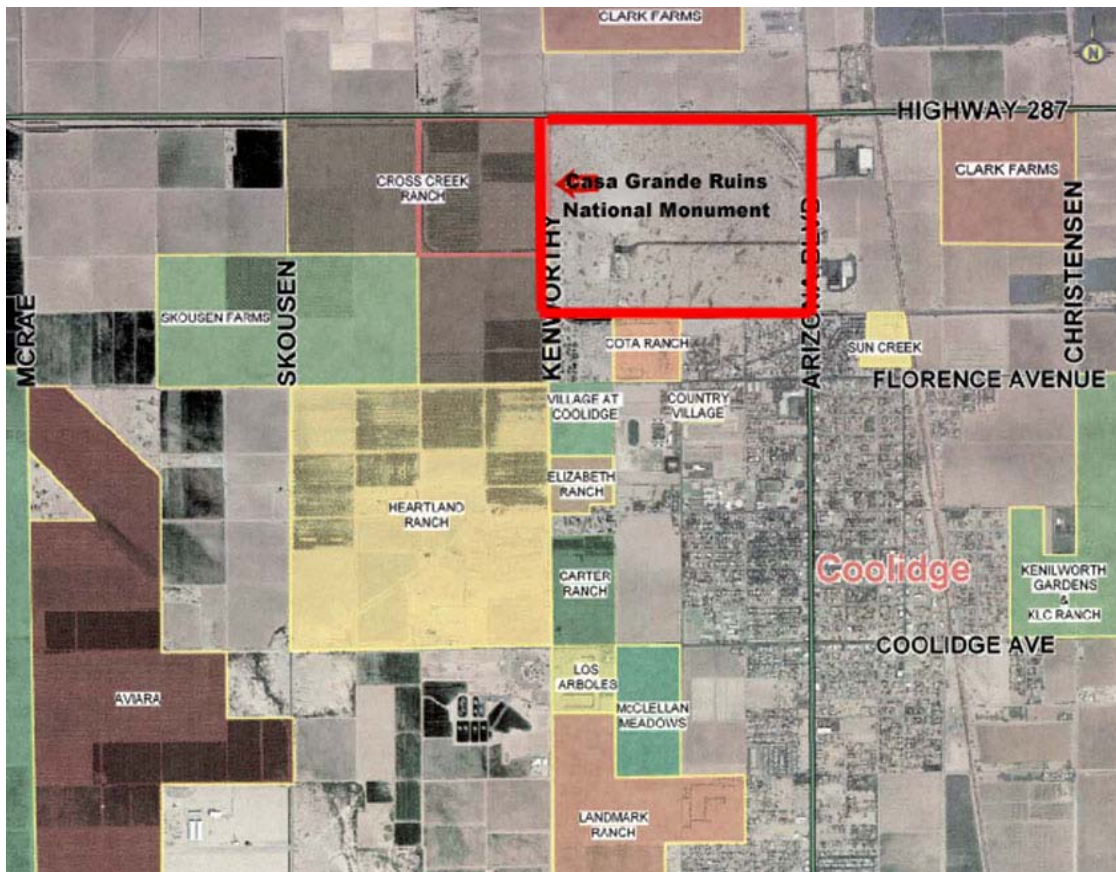 CLARK FARMS
N
HIGHWAY 287
CLARK FARMS
CROSS CREEK
RANCH
Casa Grande Ruins
National Monument
KENWORTHY
ARIZONA BLVD
CHRISTENSEN
MCRAE
SKOUSEN
SKOUSEN FARMS
COTA RANCH
SUN CREEK
FLORENCE AVENUE
VILLAGE AT
COOLIDGE
COUNTRY
VILLAGE
ELIZABETH
RANCH
HEARTLAND
RANCH
CARTER
RANCH
Coolidge
KENILWORTH
GARDENS
&
KLC RANCH
COOLIDGE AVE
LOS
ARBOLES
AVIARA
McCLELLAN
MEADOWS
LANDMARK
RANCH